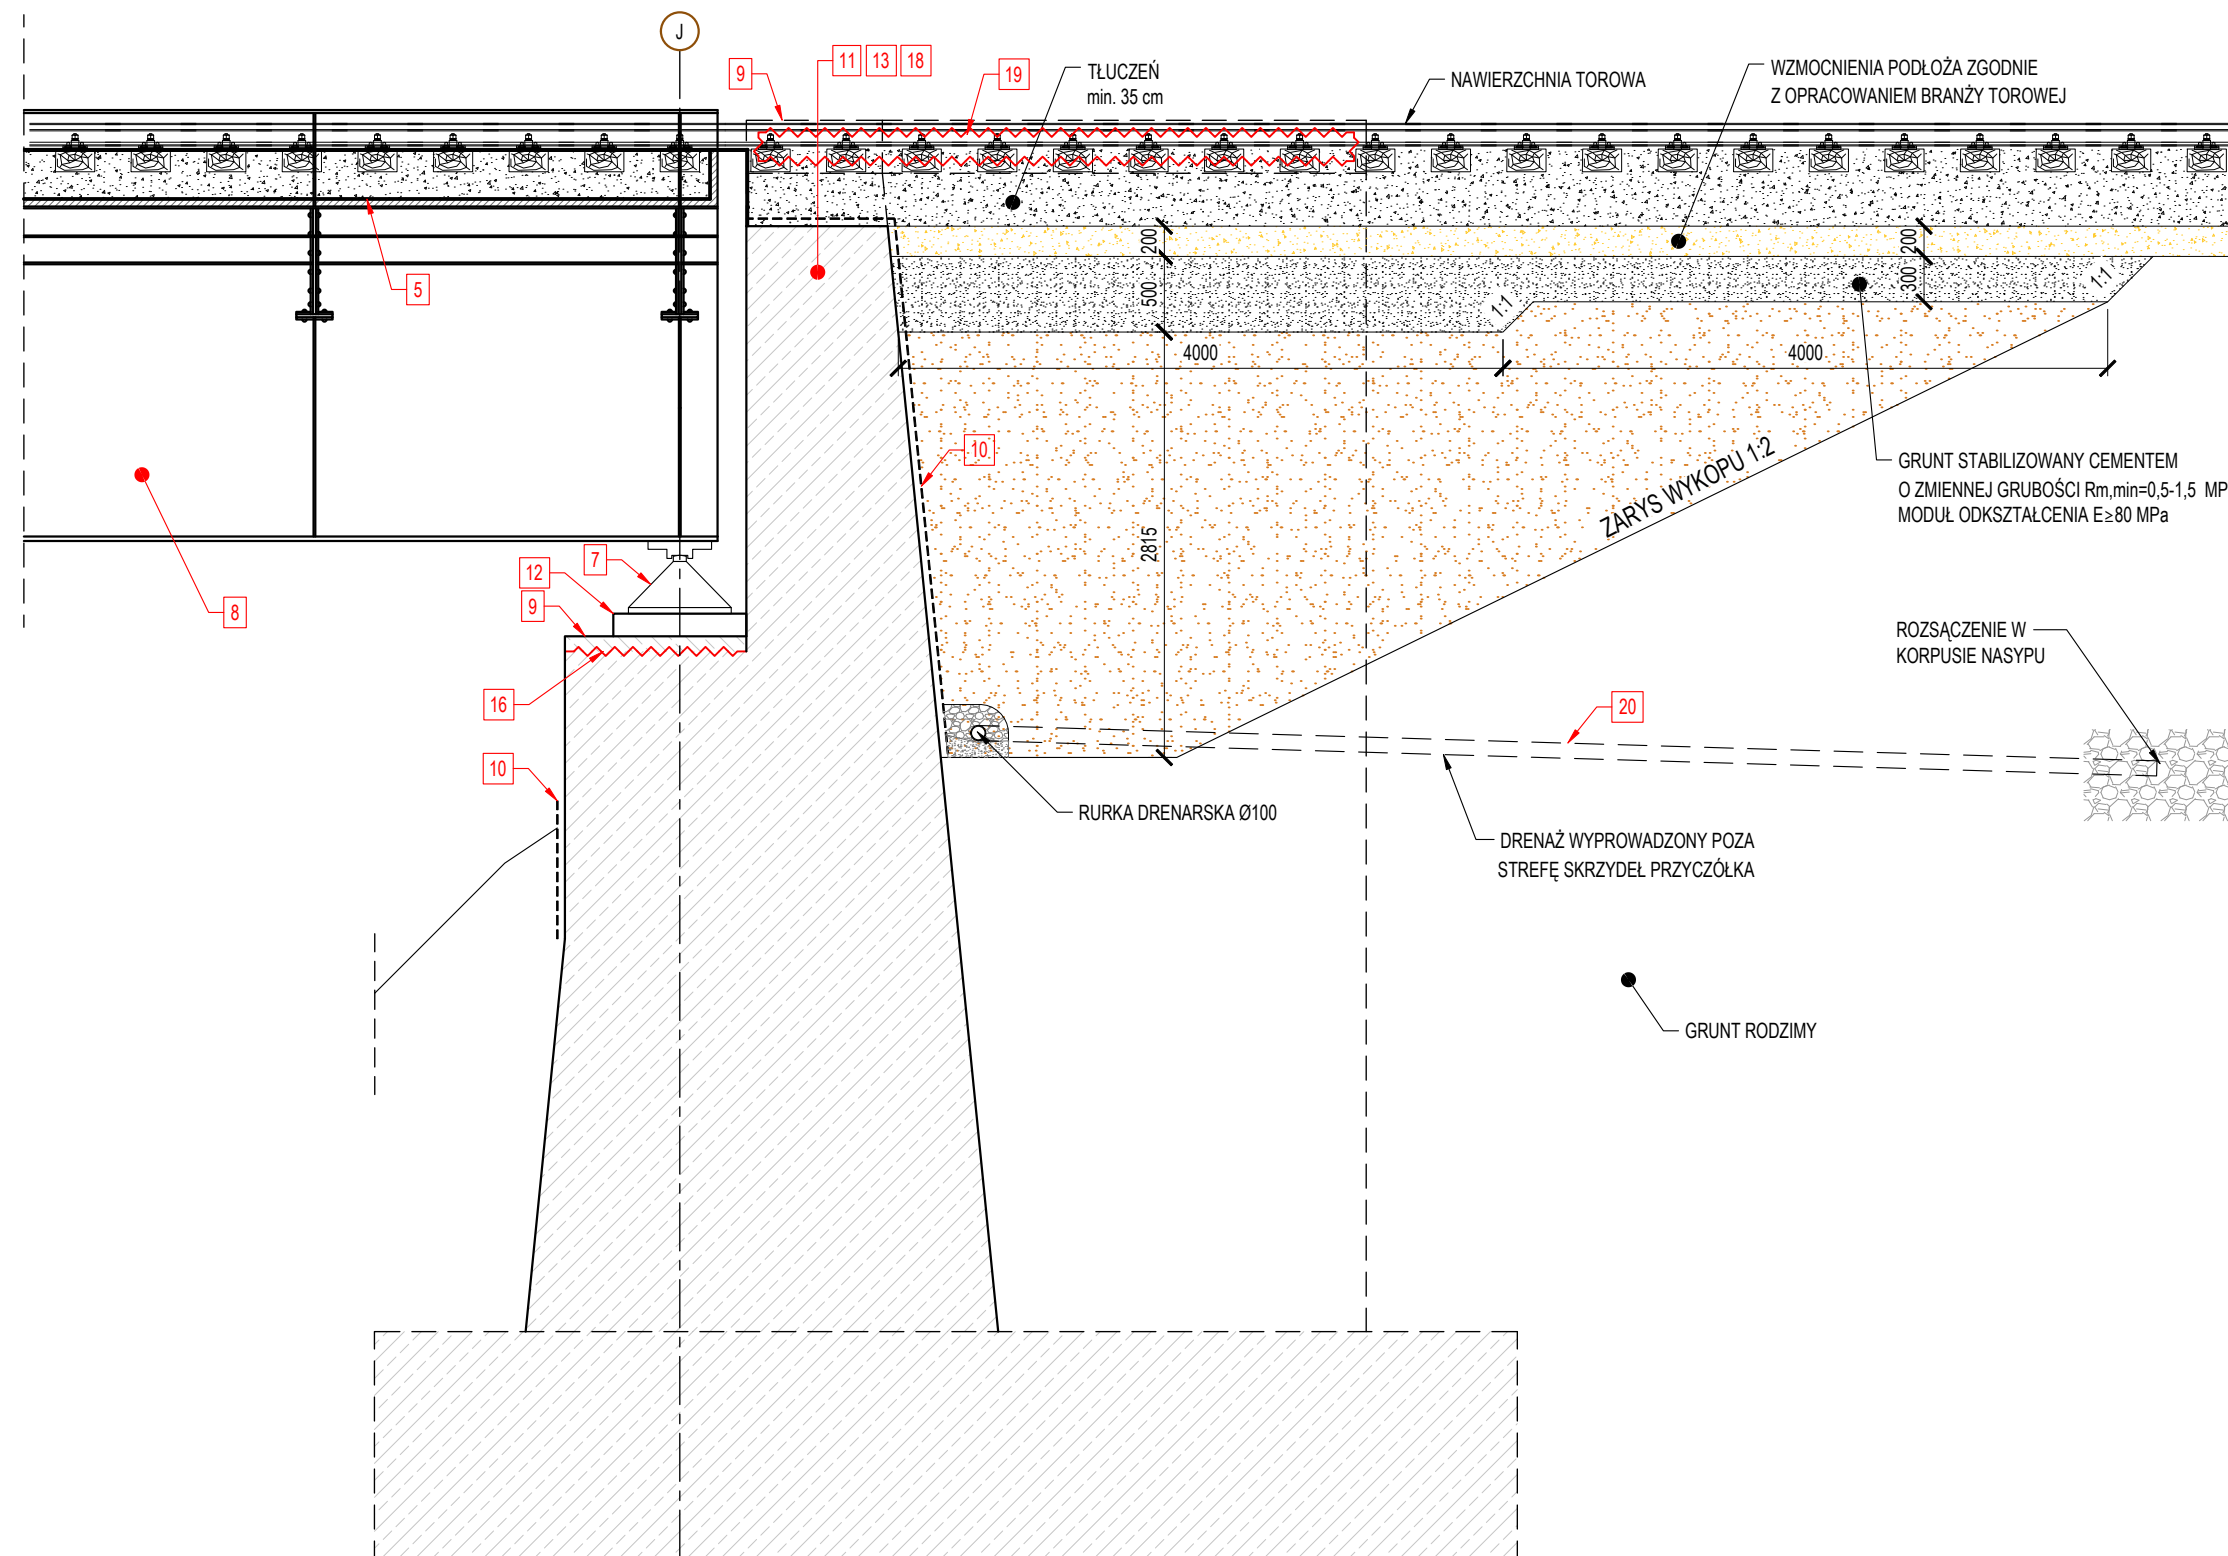 J
9
11 13 18
19
TŁUCZEŃ
min. 35 cm
NAWIERZCHNIA TOROWA
WZMOCNIENIA PODŁOŻA ZGODNIE
Z OPRACOWANIEM BRANŻY TOROWEJ
5
200
500
2815
200
300
1:1
1:1
4000
4000
10
ZARYS WYKOPU 1:2
GRUNT STABILIZOWANY CEMENTEM
O ZMIENNEJ GRUBOŚCI Rm,min=0,5-1,5 MP
MODUŁ ODKSZTAŁCENIA E≥80 MPa
8
7
12
9
16
10
ROZSĄCZENIE W
KORPUSIE NASYPU
20
RURKA DRENARSKA Ø100
DRENAŻ WYPROWADZONY POZA
STREFĘ SKRZYDEŁ PRZYCZÓŁKA
GRUNT RODZIMY